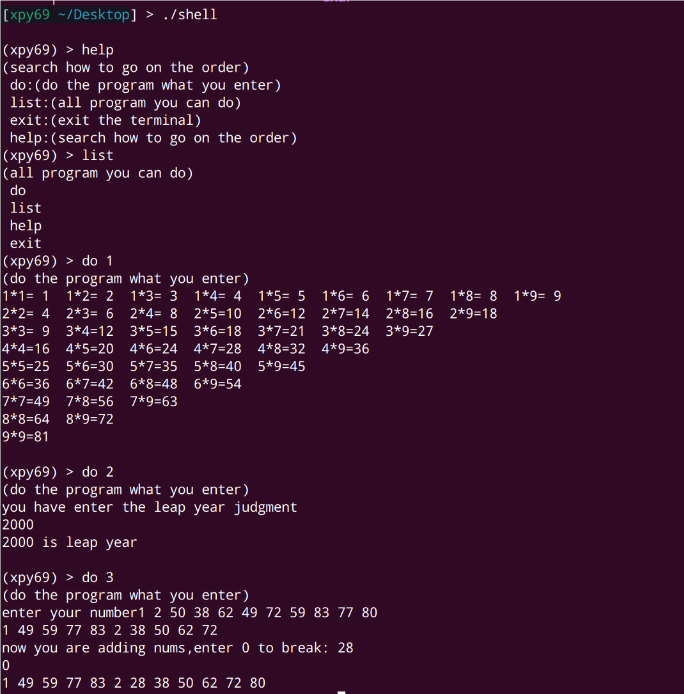 [xpy69 ~/Desktop] > ./shell
(xpy69) > help
(search how to go on the order)
do:(do the program what you enter)
list:(all program you can do)
exit:(exit the terminal)
help:(search how to go on the order)
(xpy69) > list
(all program you can do)
do
list
help
exit
(xpy69) > do 1
(do the program what you enter)
1*1= 1  1*2= 2  1*3= 3  1*4= 4  1*5= 5  1*6= 6  1*7= 7  1*8= 8  1*9= 9
2*2= 4  2*3= 6  2*4= 8  2*5=10  2*6=12  2*7=14  2*8=16  2*9=18
3*3= 9  3*4=12  3*5=15  3*6=18  3*7=21  3*8=24  3*9=27
4*4=16  4*5=20  4*6=24  4*7=28  4*8=32  4*9=36
5*5=25  5*6=30  5*7=35  5*8=40  5*9=45
6*6=36  6*7=42  6*8=48  6*9=54
7*7=49  7*8=56  7*9=63
8*8=64  8*9=72
9*9=81
(xpy69) > do 2
(do the program what you enter)
you have enter the leap year judgment
2000
2000 is leap year
(xpy69) > do 3
(do the program what you enter)
enter your number1 2 50 38 62 49 72 59 83 77 80
1 49 59 77 83 2 38 50 62 72
now you are adding nums,enter 0 to break: 28
0
1 49 59 77 83 2 28 38 50 62 72 80